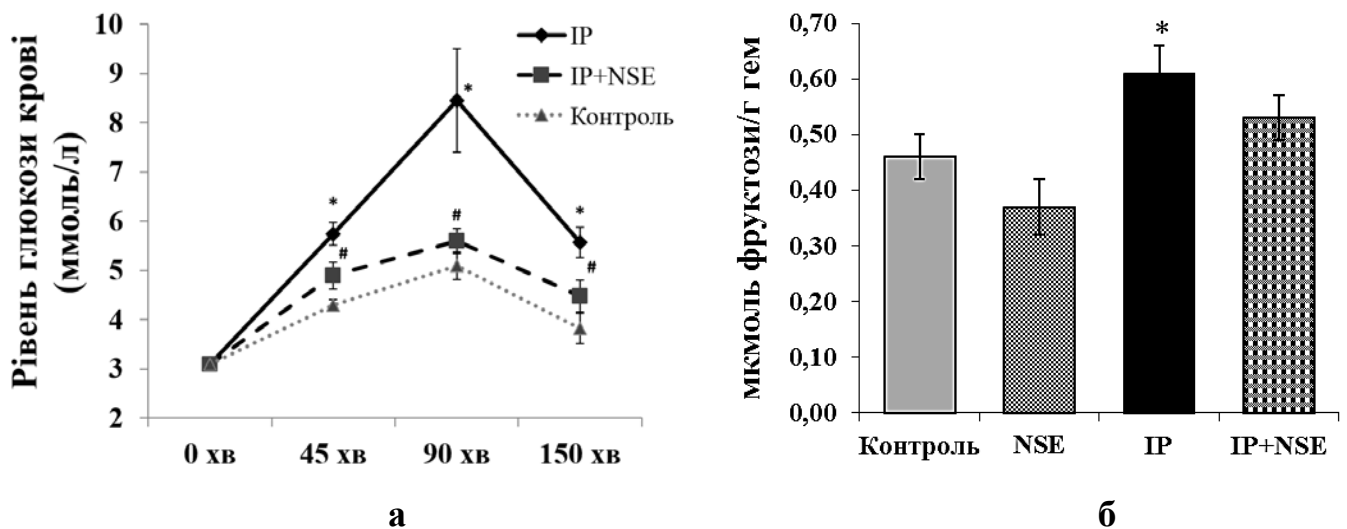 Рівень глюкози крові
(ммоль/л)
10
9
8
7
6
5
4
3
2
IP
IP+NSE
Контроль
*
*
*
#
#
#
0 хв
45 хв
90 хв
150 хв
а
мкмоль фруктози/г гем
0,70
0,60
0,50
0,40
0,30
0,20
0,10
0,00
*
Контроль
NSE
IP
IP+NSE
б